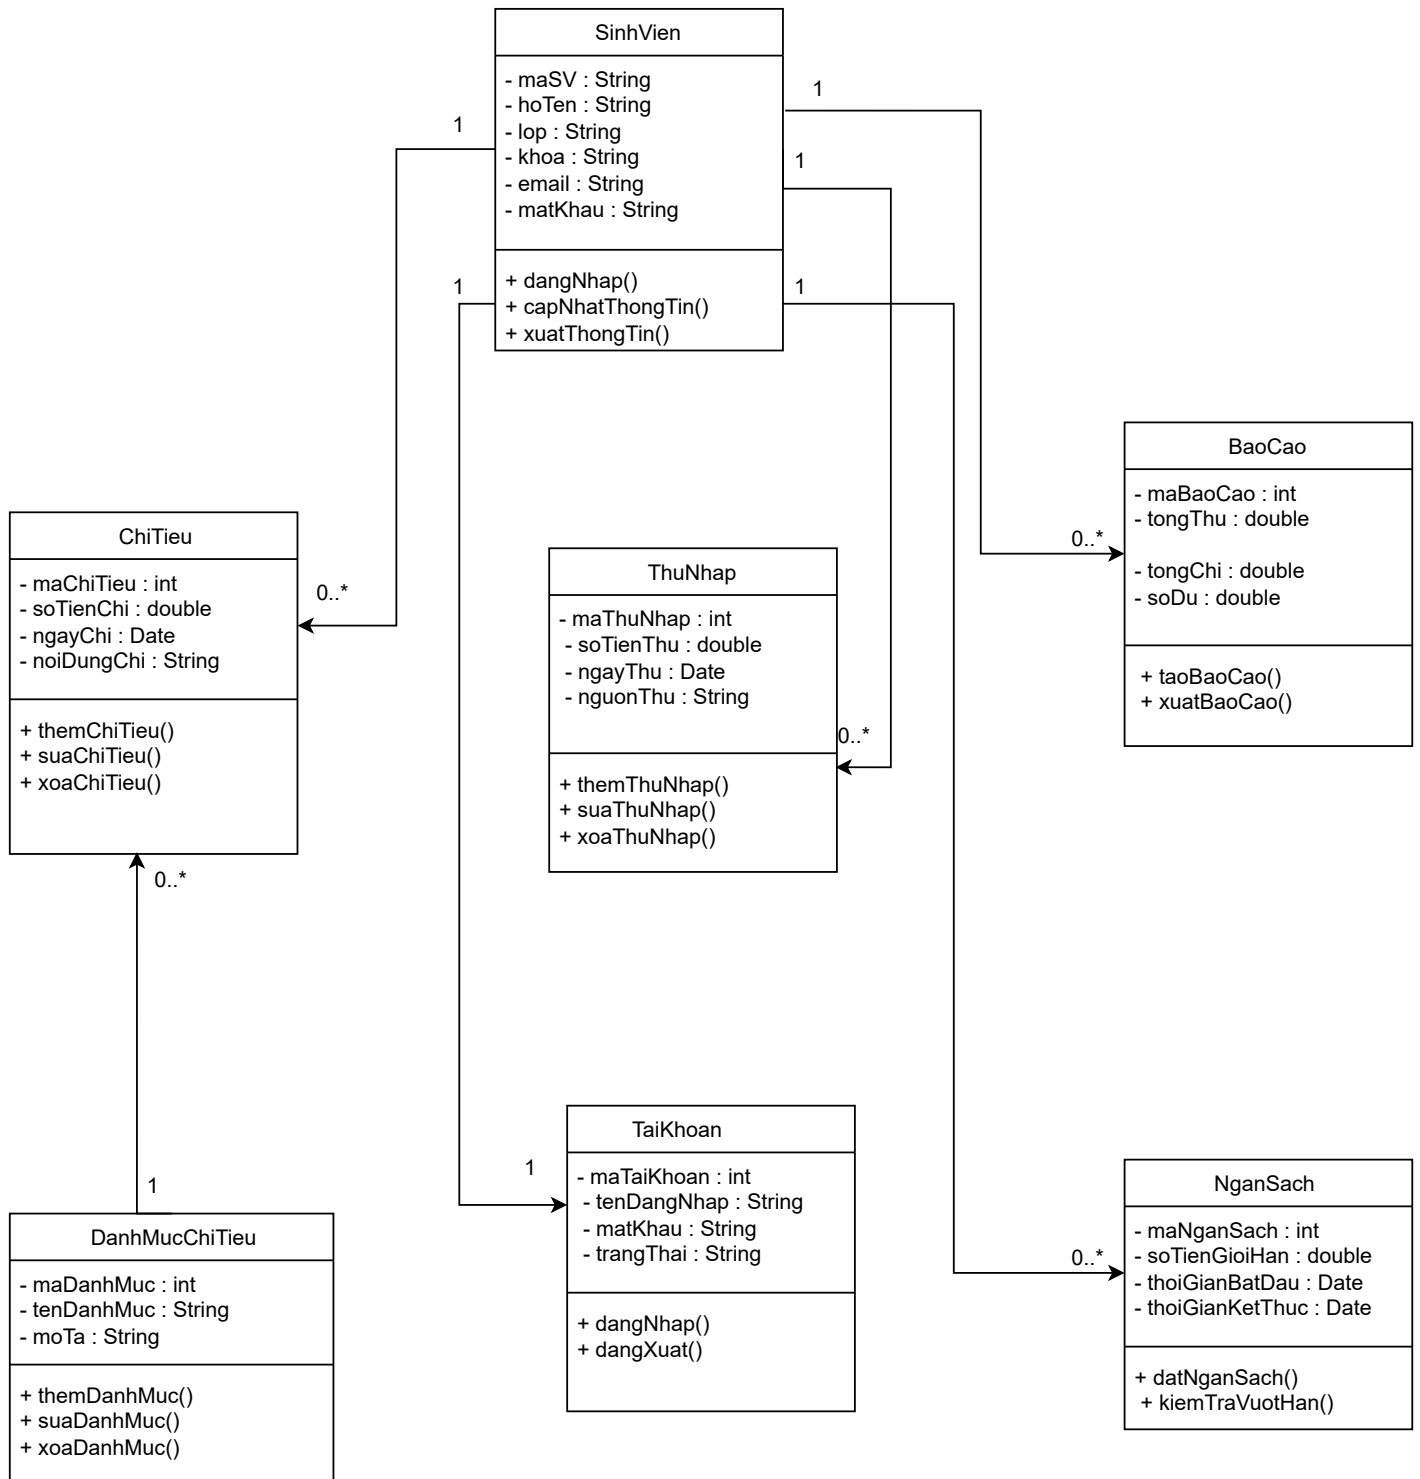 SinhVien
- maSV : String
- hoTen : String
- lop : String
- khoa : String
- email : String
- matKhau : String
+ dangNhap()
+ capNhatThongTin()
+ xuatThongTin()
1
1
1
1
1
BaoCao
- maBaoCao : int
- tongThu : double
- tongChi : double
- soDu : double
+ taoBaoCao()
+ xuatBaoCao()
0..*
ChiTieu
- maChiTieu : int
- soTienChi : double
- ngayChi : Date
- noiDungChi : String
+ themChiTieu()
+ suaChiTieu()
+ xoaChiTieu()
0..*
0..*
ThuNhap
- maThuNhap : int
- soTienThu : double
- ngayThu : Date
- nguonThu : String
+ themThuNhap()
+ suaThuNhap()
+ xoaThuNhap()
0..*
TaiKhoan
- maTaiKhoan : int
- tenDangNhap : String
- matKhau : String
- trangThai : String
+ dangNhap()
+ dangXuat()
1
NganSach
- maNganSach : int
- soTienGioiHan : double
- thoiGianBatDau : Date
- thoiGianKetThuc : Date
+ datNganSach()
+ kiemTraVuotHan()
0..*
1
DanhMucChiTieu
- maDanhMuc : int
- tenDanhMuc : String
- moTa : String
+ themDanhMuc()
+ suaDanhMuc()
+ xoaDanhMuc()